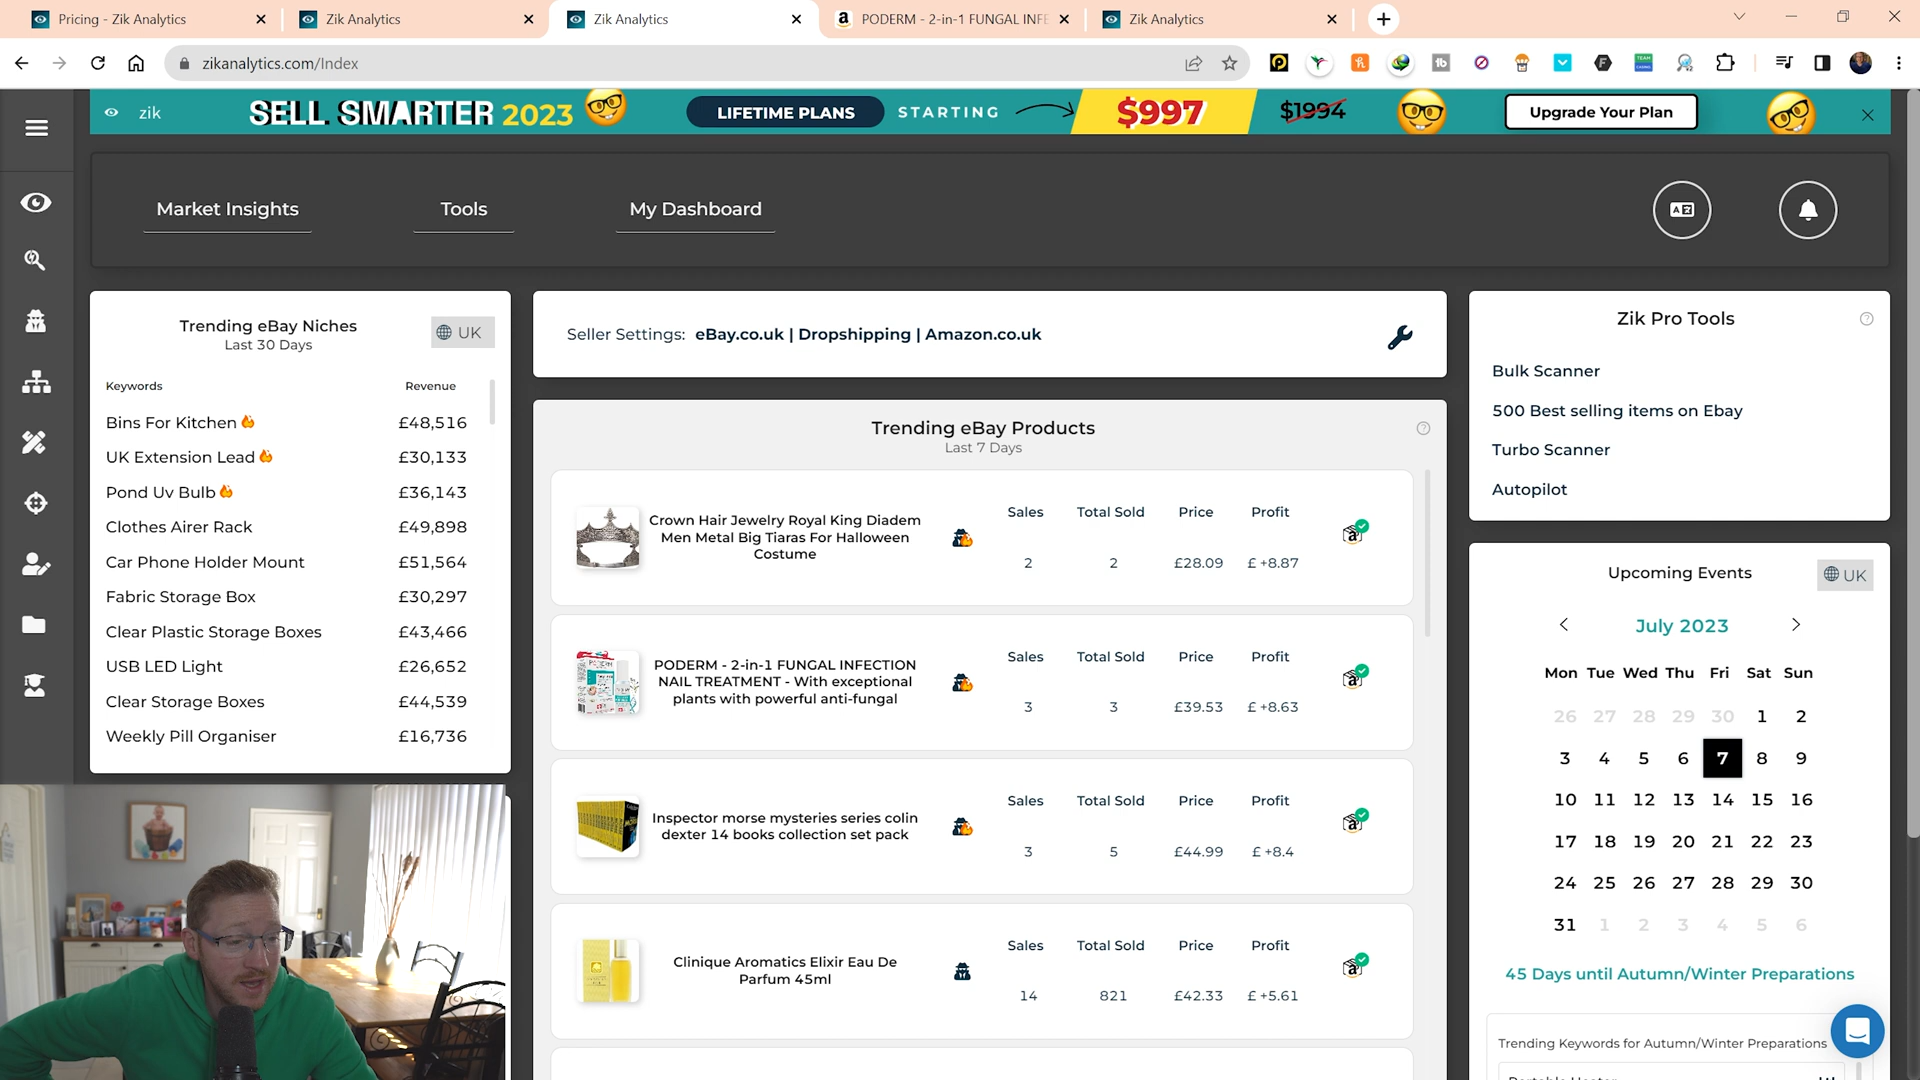 Pricing - Zik Analytics
Zik Analytics
Zik Analytics
PODERM - 2-in-1 FUNGAL INFE
Zik Analytics
zikanalytics.com/Index
zik
SELL SMARTER 2023
LIFETIME PLANS
STARTING
$997
$1994
Upgrade Your Plan
Market Insights
Tools
My Dashboard
Trending eBay Niches
Last 30 Days
UK
Keywords Revenue
Bins For Kitchen £48,516
UK Extension Lead £30,133
Pond Uv Bulb £36,143
Clothes Airer Rack £49,898
Car Phone Holder Mount £51,564
Fabric Storage Box £30,297
Clear Plastic Storage Boxes £43,466
USB LED Light £26,652
Clear Storage Boxes £44,539
Weekly Pill Organiser £16,736
Seller Settings: eBay.co.uk | Dropshipping | Amazon.co.uk
Trending eBay Products
Last 7 Days
Crown Hair Jewelry Royal King Diadem
Men Metal Big Tiaras For Halloween
Costume
Sales Total Sold Price Profit
2 2 £28.09 £ +8.87
PODERM - 2-in-1 FUNGAL INFECTION
NAIL TREATMENT - With exceptional
plants with powerful anti-fungal
Sales Total Sold Price Profit
3 3 £39.53 £ +8.63
Inspector morse mysteries series colin
dexter 14 books collection set pack
Sales Total Sold Price Profit
3 5 £44.99 £ +8.4
Clinique Aromatics Elixir Eau De
Parfum 45ml
Sales Total Sold Price Profit
14 821 £42.33 £ +5.61
Zik Pro Tools
Bulk Scanner
500 Best selling items on Ebay
Turbo Scanner
Autopilot
Upcoming Events
UK
July 2023
Mon Tue Wed Thu Fri Sat Sun
26 27 28 29 30 1 2
3 4 5 6 7 8 9
10 11 12 13 14 15 16
17 18 19 20 21 22 23
24 25 26 27 28 29 30
31 1 2 3 4 5 6
45 Days until Autumn/Winter Preparations
Trending Keywords for Autumn/Winter Preparations